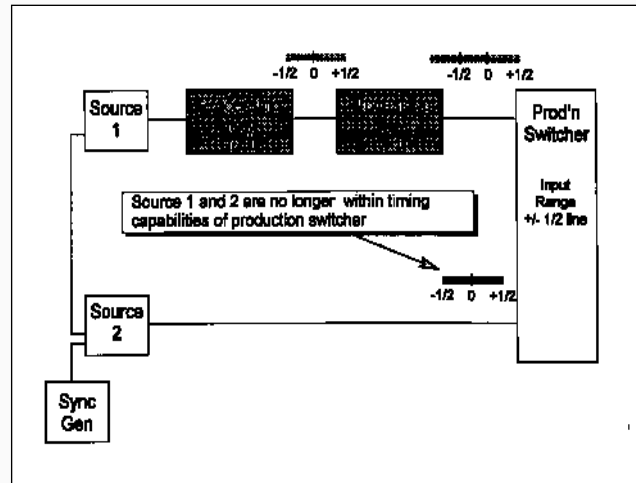 -1/2 0 +1/2
-1/2 0 +1/2
Source
1
Prod'n
Switcher
Input
Range
+/- 1/2 line
Source 1 and 2 are no longer within timing
capabilities of production switcher
-1/2 0 +1/2
Source
2
Sync
Gen